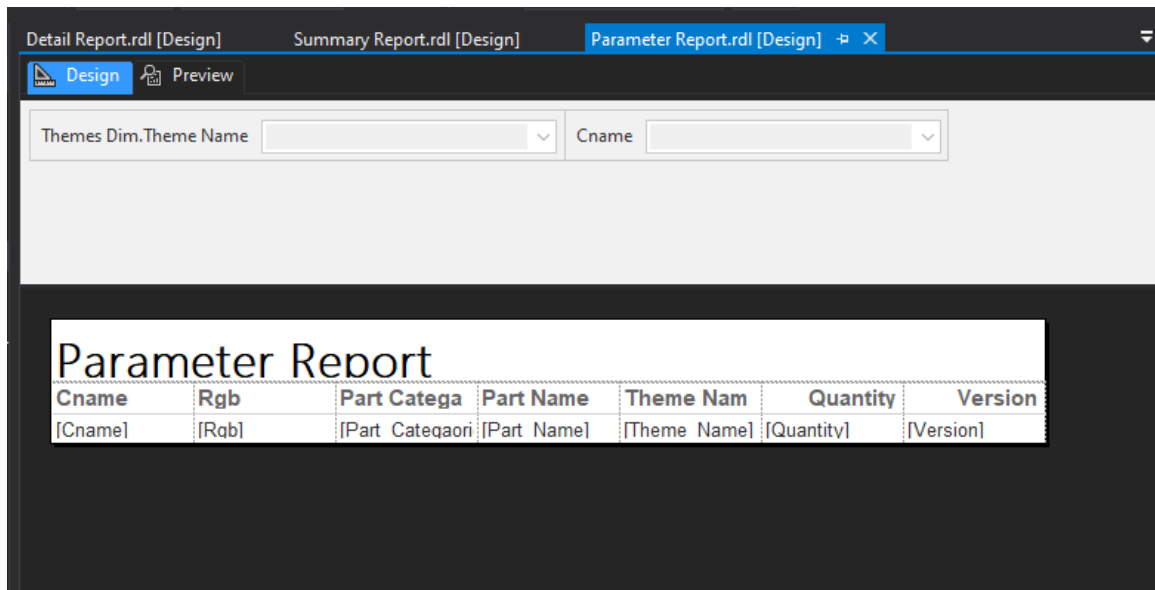 Detail Report.rdl [Design] Summary Report.rdl [Design] Parameter Report.rdl [Design]
Design Preview
Themes Dim.Theme Name Cname
Parameter Report
Cname Rgb Part Catega Part Name Theme Nam Quantity Version
[Cname] [Rgb] [Part_Categaori [Part_Name] [Theme_Name] [Quantity] [Version]